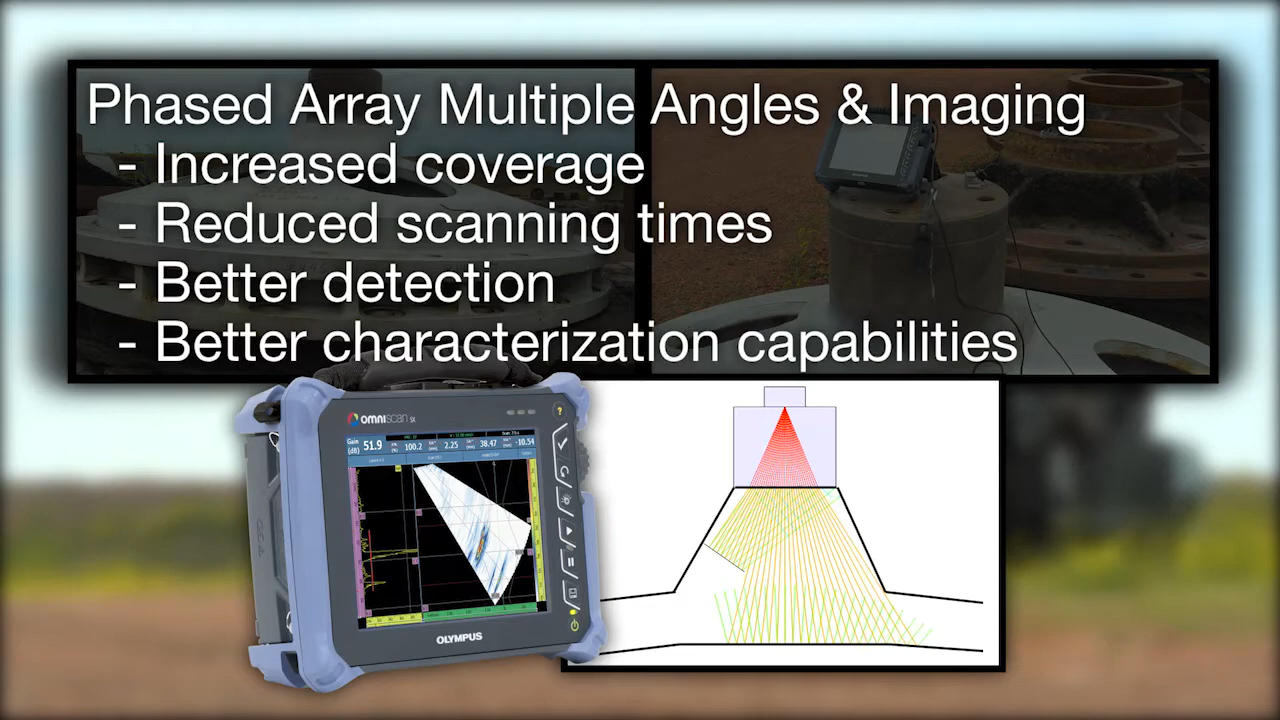 Phased Array Multiple Angles & Imaging
- Increased coverage
- Reduced scanning times
- Better detection
- Better characterization capabilities
omniscan sx
Gain (dB) 51.9 100.2 2.25 38.47 -10.54
OLYMPUS